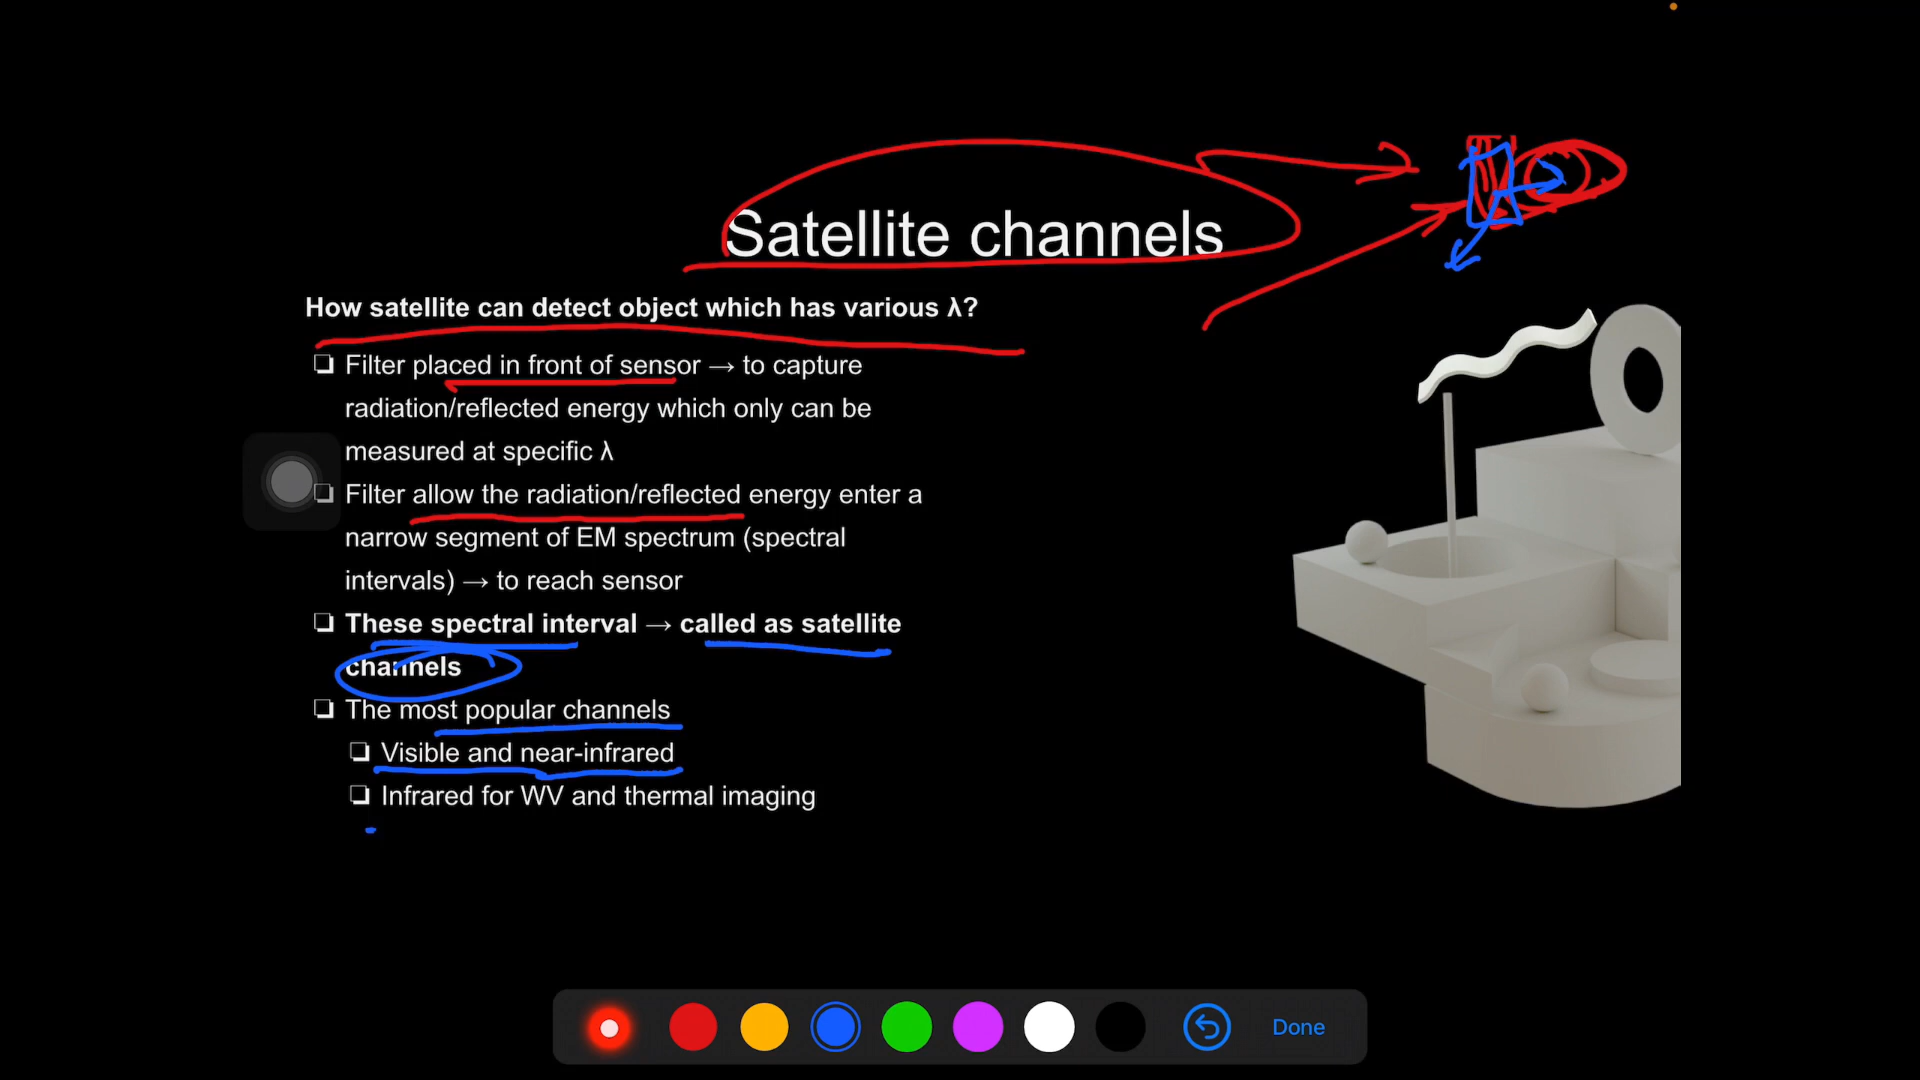 Satellite channels
How satellite can detect object which has various λ?
❏ Filter placed in front of sensor → to capture
radiation/reflected energy which only can be
measured at specific λ
❏ Filter allow the radiation/reflected energy enter a
narrow segment of EM spectrum (spectral
intervals) → to reach sensor
❏ These spectral interval → called as satellite
channels
❏ The most popular channels
❏ Visible and near-infrared
❏ Infrared for WV and thermal imaging
Done